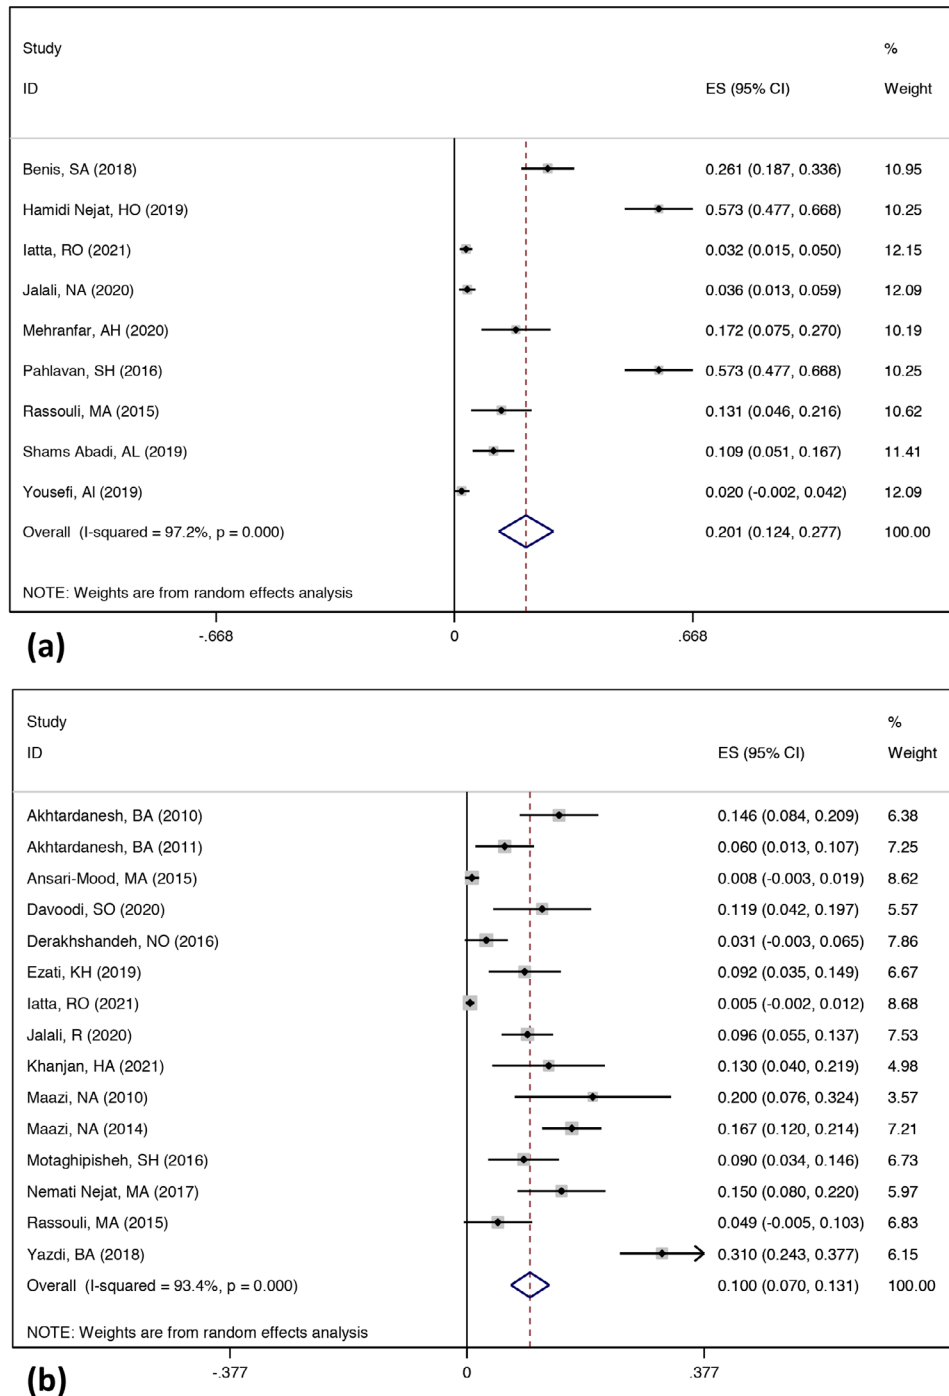 Study %
ID ES (95% CI) Weight
Benis, SA (2018) 0.261 (0.187, 0.336) 10.95
Hamidi Nejat, HO (2019) 0.573 (0.477, 0.668) 10.25
Iatta, RO (2021) 0.032 (0.015, 0.050) 12.15
Jalali, NA (2020) 0.036 (0.013, 0.059) 12.09
Mehranfar, AH (2020) 0.172 (0.075, 0.270) 10.19
Pahlavan, SH (2016) 0.573 (0.477, 0.668) 10.25
Rassouli, MA (2015) 0.131 (0.046, 0.216) 10.62
Shams Abadi, AL (2019) 0.109 (0.051, 0.167) 11.41
Yousefi, AI (2019) 0.020 (-0.002, 0.042) 12.09
Overall (I-squared = 97.2%, p = 0.000) 0.201 (0.124, 0.277) 100.00
NOTE: Weights are from random effects analysis
-.668 0 .668
(a)
Study %
ID ES (95% CI) Weight
Akhtardanesh, BA (2010) 0.146 (0.084, 0.209) 6.38
Akhtardanesh, BA (2011) 0.060 (0.013, 0.107) 7.25
Ansari-Mood, MA (2015) 0.008 (-0.003, 0.019) 8.62
Davoodi, SO (2020) 0.119 (0.042, 0.197) 5.57
Derakhshandeh, NO (2016) 0.031 (-0.003, 0.065) 7.86
Ezati, KH (2019) 0.092 (0.035, 0.149) 6.67
Iatta, RO (2021) 0.005 (-0.002, 0.012) 8.68
Jalali, R (2020) 0.096 (0.055, 0.137) 7.53
Khanjan, HA (2021) 0.130 (0.040, 0.219) 4.98
Maazi, NA (2010) 0.200 (0.076, 0.324) 3.57
Maazi, NA (2014) 0.167 (0.120, 0.214) 7.21
Motaghipisheh, SH (2016) 0.090 (0.034, 0.146) 6.73
Nemati Nejat, MA (2017) 0.150 (0.080, 0.220) 5.97
Rassouli, MA (2015) 0.049 (-0.005, 0.103) 6.83
Yazdi, BA (2018) 0.310 (0.243, 0.377) 6.15
Overall (I-squared = 93.4%, p = 0.000) 0.100 (0.070, 0.131) 100.00
NOTE: Weights are from random effects analysis
-.377 0 .377
(b)